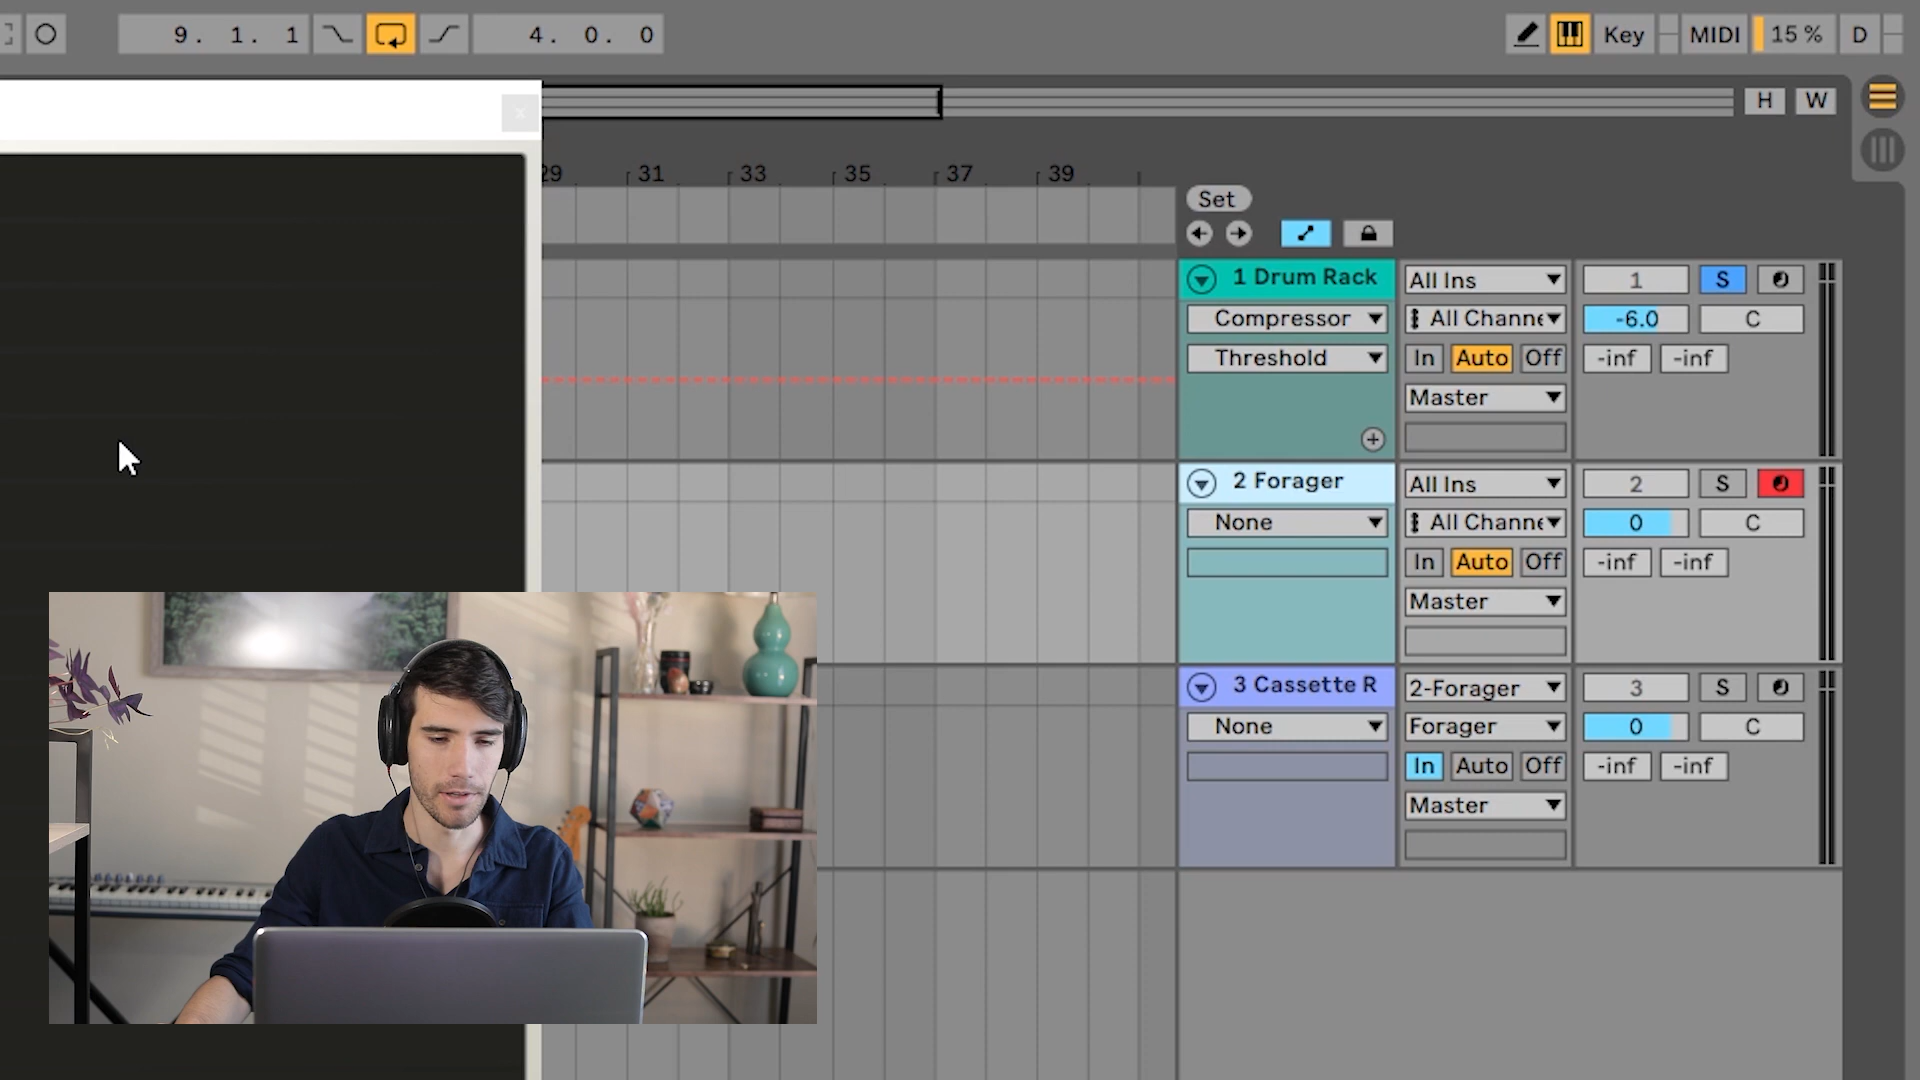 9. 1. 1
4. 0. 0
Key
MIDI
15 %
D
H
W
29
31
33
35
37
39
Set
1 Drum Rack
All Ins
1
S
Compressor
All Channe
-6.0
C
Threshold
In
Auto
Off
-inf
-inf
Master
2 Forager
All Ins
2
S
None
All Channe
0
C
In
Auto
Off
-inf
-inf
Master
3 Cassette R
2-Forager
3
S
None
Forager
0
C
In
Auto
Off
-inf
-inf
Master